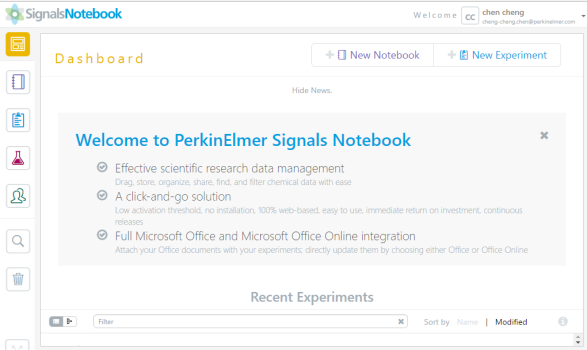 SignalsNotebook
Welcome CC chen cheng
cheng-cheng.chen@perkinelmer.com
Dashboard
New Notebook
New Experiment
Hide News.
Welcome to PerkinElmer Signals Notebook
Effective scientific research data management
Drag, store, organize, share, find, and filter chemical data with ease
A click-and-go solution
Low activation threshold, no installation, 100% web-based, easy to use, immediate return on investment, continuous
releases
Full Microsoft Office and Microsoft Office Online integration
Attach your Office documents with your experiments; directly update them by choosing either Office or Office Online
Recent Experiments
Filter
Sort by Name | Modified